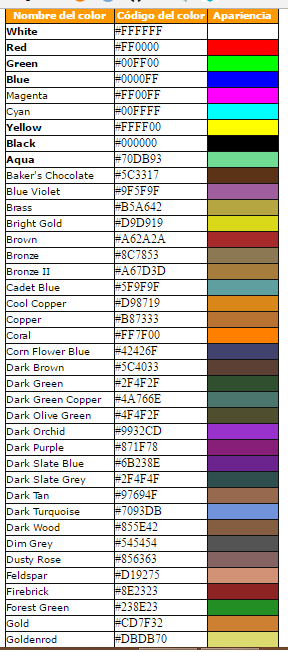 Nombre del color Código del color Apariencia
White #FFFFFF
Red #FF0000
Green #00FF00
Blue #0000FF
Magenta #FF00FF
Cyan #00FFFF
Yellow #FFFF00
Black #000000
Aqua #70DB93
Baker's Chocolate #5C3317
Blue Violet #9F5F9F
Brass #B5A642
Bright Gold #D9D919
Brown #A62A2A
Bronze #8C7853
Bronze II #A67D3D
Cadet Blue #5F9F9F
Cool Copper #D98719
Copper #B87333
Coral #FF7F00
Corn Flower Blue #42426F
Dark Brown #5C4033
Dark Green #2F4F2F
Dark Green Copper #4A766E
Dark Olive Green #4F4F2F
Dark Orchid #9932CD
Dark Purple #871F78
Dark Slate Blue #6B238E
Dark Slate Grey #2F4F4F
Dark Tan #97694F
Dark Turquoise #7093DB
Dark Wood #855E42
Dim Grey #545454
Dusty Rose #856363
Feldspar #D19275
Firebrick #8E2323
Forest Green #238E23
Gold #CD7F32
Goldenrod #DBDB70